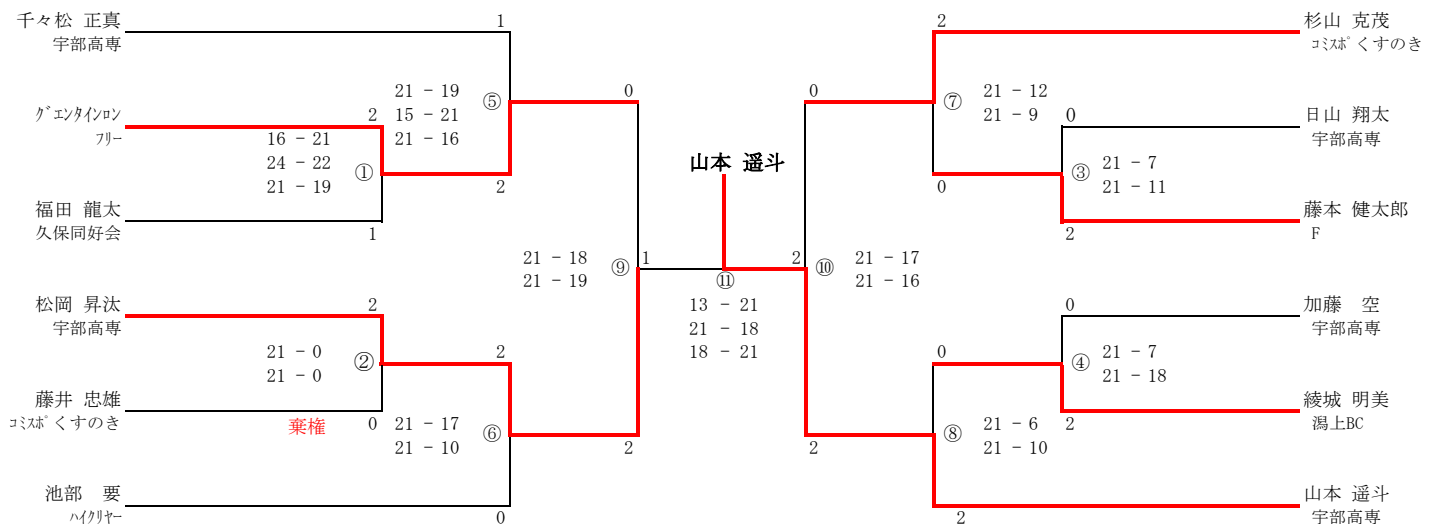 千々松 正真
宇部高専
1
グエンタインロン
フリー
2
16 - 21
24 - 22
21 - 19
①
福田 龍太
久保同好会
1
21 - 19
15 - 21
21 - 16
⑤
2
0
松岡 昇汰
宇部高専
2
21 - 0
21 - 0
②
藤井 忠雄
コミスポくすのき
棄権
0
2
21 - 17
21 - 10
⑥
池部 要
ハイクリヤー
0
21 - 18
21 - 19
⑨
1
2
山本 遥斗
⑪
13 - 21
21 - 18
18 - 21
2
⑩
21 - 17
21 - 16
0
2
2
杉山 克茂
コミスポくすのき
⑦
21 - 12
21 - 9
0
0
日山 翔太
宇部高専
③
21 - 7
21 - 11
藤本 健太郎
F
2
0
加藤 空
宇部高専
0
④
21 - 7
21 - 18
綾城 明美
潟上BC
2
⑧
21 - 6
21 - 10
山本 遥斗
宇部高専
2